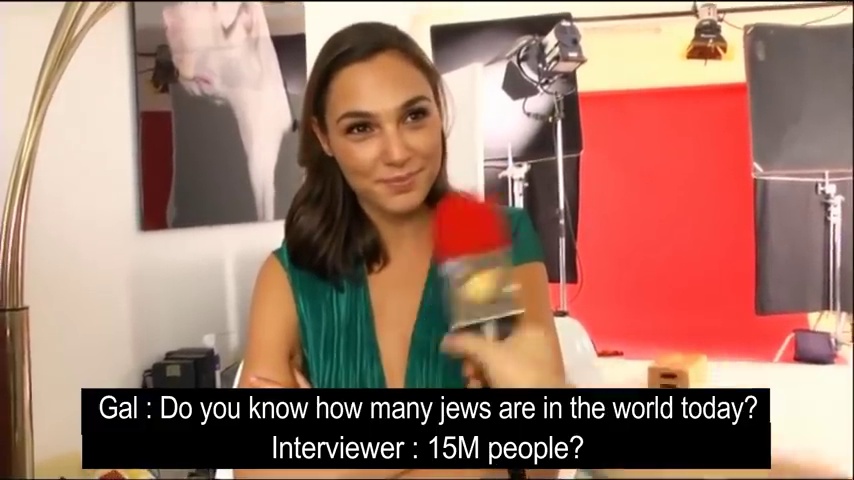 Gal : Do you know how many jews are in the world today?
Interviewer : 15M people?